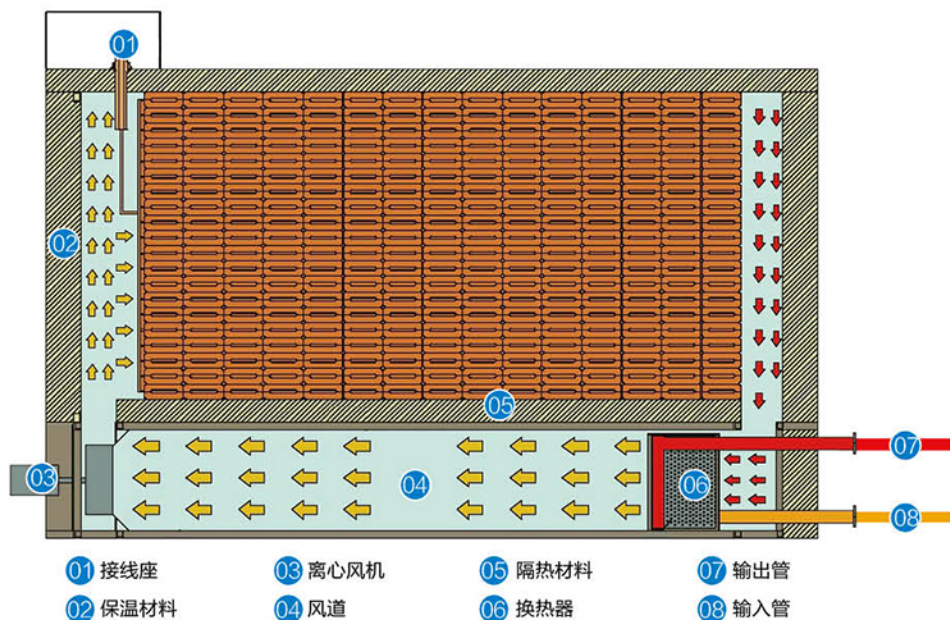 01
02
03
04
05
06
07
08
01 接线座
03 离心风机
05 隔热材料
07 输出管
02 保温材料
04 风道
06 换热器
08 输入管